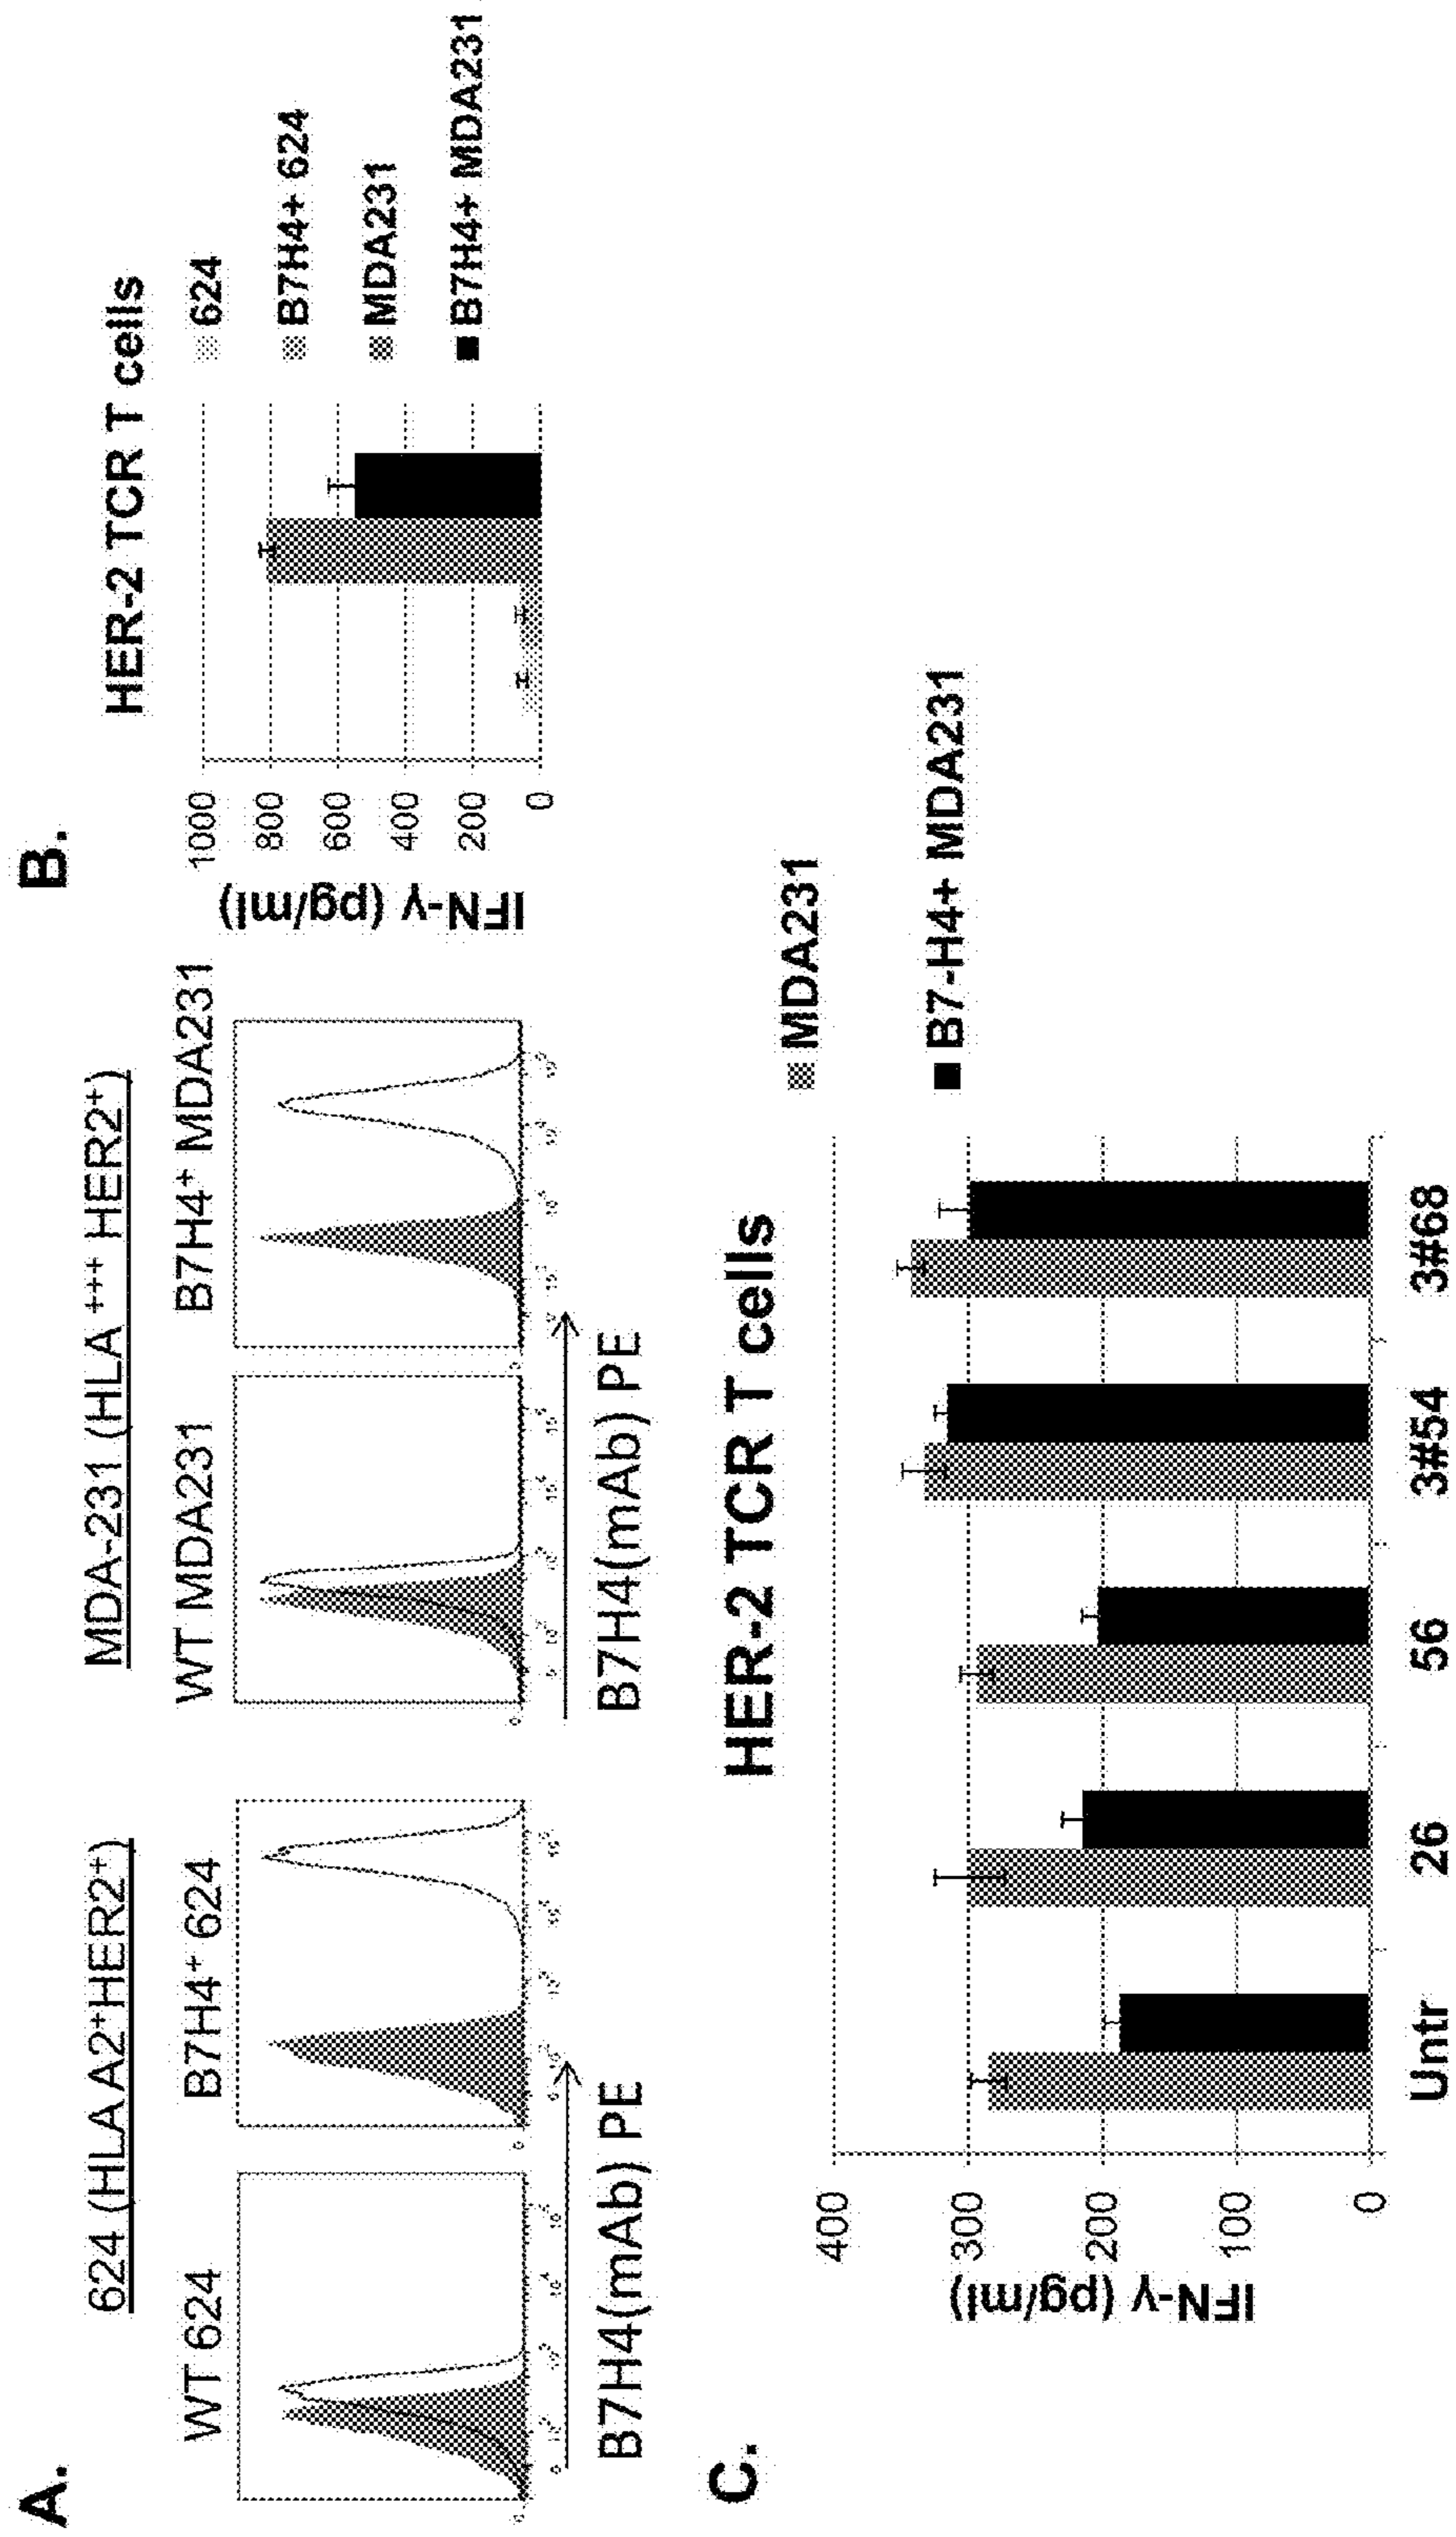 A.
624 (HLA A2+HER2+)
MDA-231 (HLA +++ HER2+)
WT 624
B7H4+ 624
WT MDA231
B7H4+ MDA231
B7H4(mAb) PE
B7H4(mAb) PE
B.
HER-2 TCR T cells
IFN-γ (pg/ml)
1000
800
600
400
200
0
624
B7H4+ 624
MDA231
B7H4+ MDA231
C.
HER-2 TCR T cells
IFN-γ (pg/ml)
400
300
200
100
0
Untr
26
56
3#54
3#68
MDA231
B7-H4+ MDA231